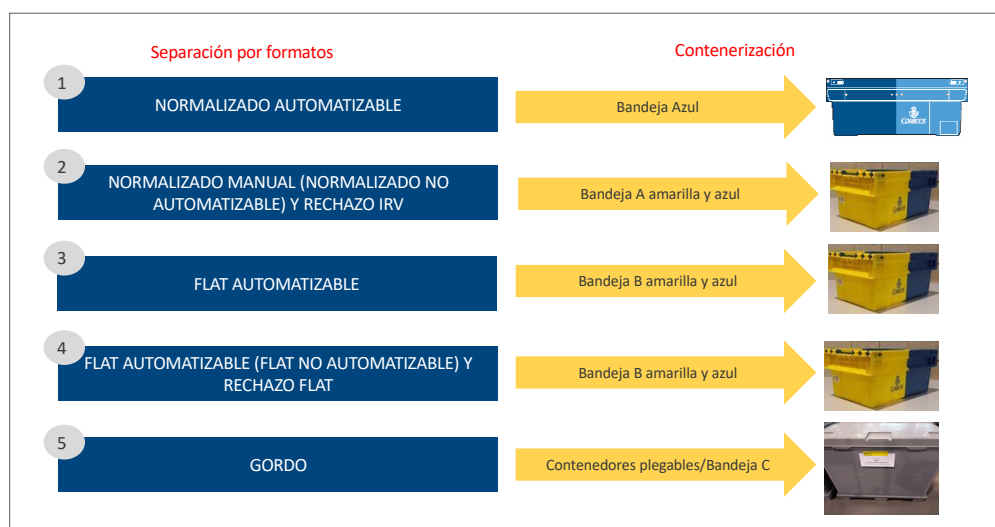 Separación por formatos
Contenerización
1
NORMALIZADO AUTOMATIZABLE
Bandeja Azul
CORREOS
2
NORMALIZADO MANUAL (NORMALIZADO NO
AUTOMATIZABLE) Y RECHAZO IRV
Bandeja A amarilla y azul
3
FLAT AUTOMATIZABLE
Bandeja B amarilla y azul
4
FLAT AUTOMATIZABLE (FLAT NO AUTOMATIZABLE) Y
RECHAZO FLAT
Bandeja B amarilla y azul
5
GORDO
Contenedores plegables/Bandeja C